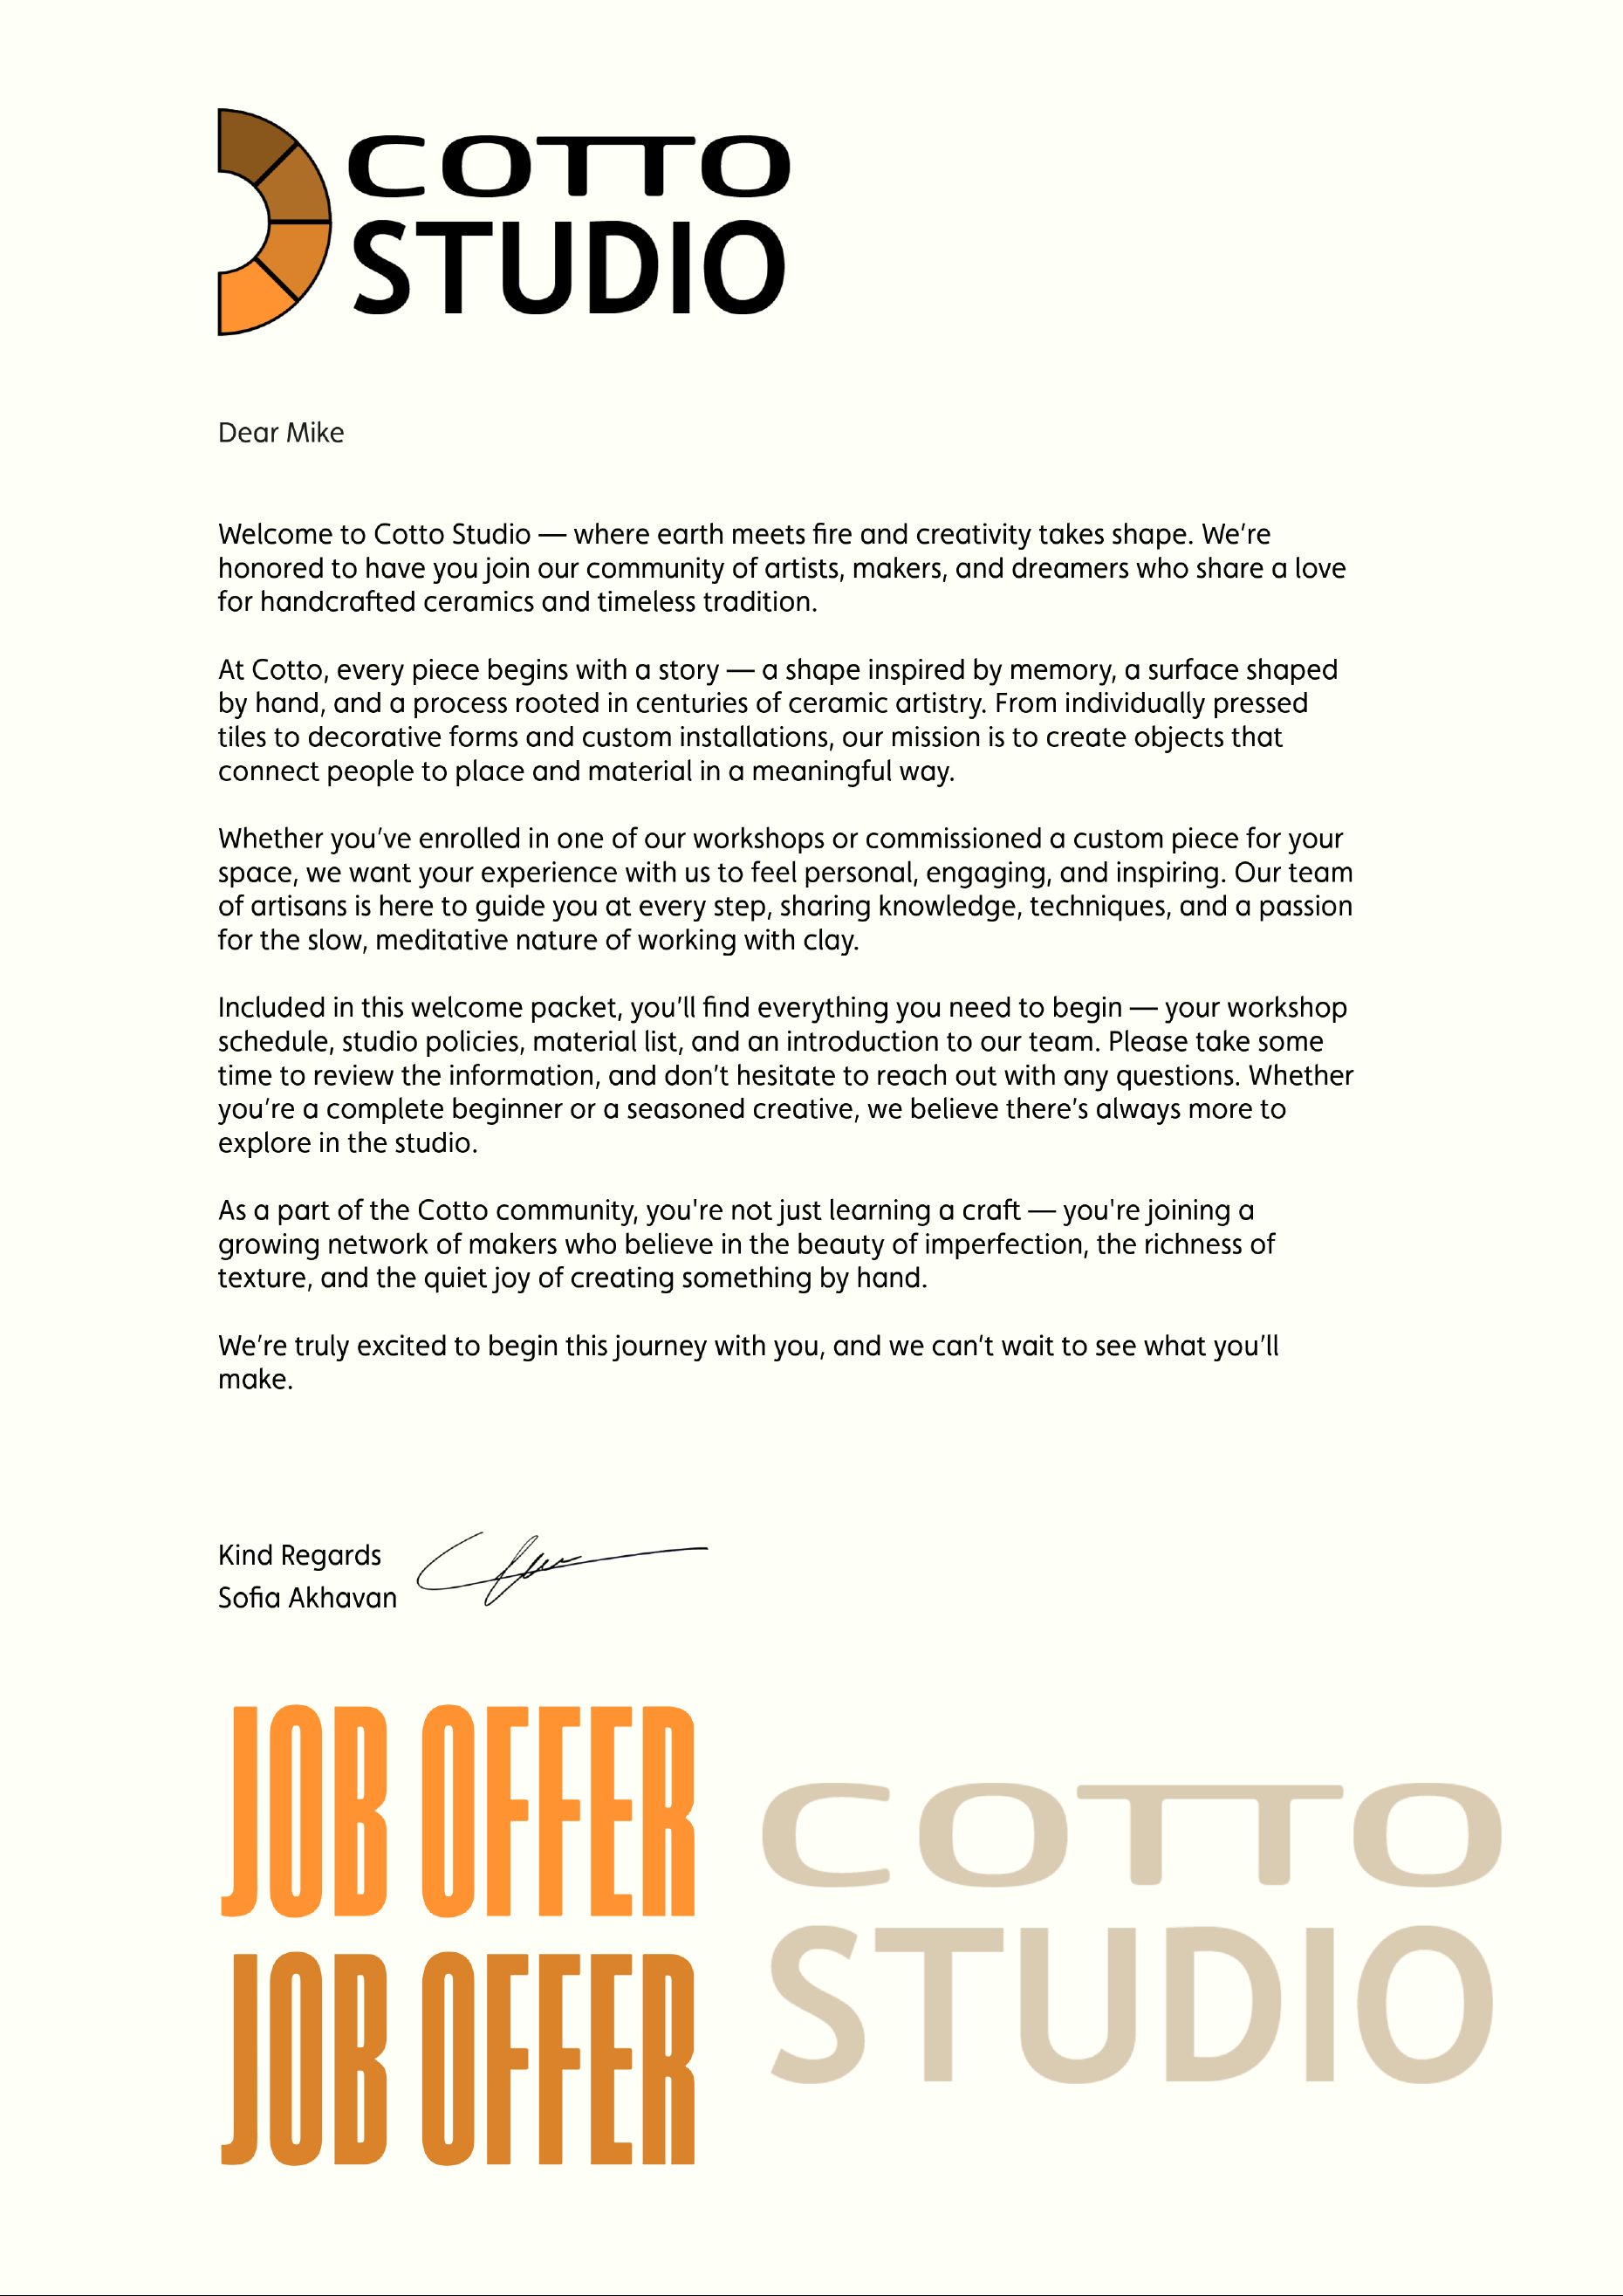 COTTO
STUDIO
Dear Mike
Welcome to Cotto Studio — where earth meets fire and creativity takes shape. We’re
honored to have you join our community of artists, makers, and dreamers who share a love
for handcrafted ceramics and timeless tradition.
At Cotto, every piece begins with a story — a shape inspired by memory, a surface shaped
by hand, and a process rooted in centuries of ceramic artistry. From individually pressed
tiles to decorative forms and custom installations, our mission is to create objects that
connect people to place and material in a meaningful way.
Whether you’ve enrolled in one of our workshops or commissioned a custom piece for your
space, we want your experience with us to feel personal, engaging, and inspiring. Our team
of artisans is here to guide you at every step, sharing knowledge, techniques, and a passion
for the slow, meditative nature of working with clay.
Included in this welcome packet, you’ll find everything you need to begin — your workshop
schedule, studio policies, material list, and an introduction to our team. Please take some
time to review the information, and don’t hesitate to reach out with any questions. Whether
you’re a complete beginner or a seasoned creative, we believe there’s always more to
explore in the studio.
As a part of the Cotto community, you're not just learning a craft — you're joining a
growing network of makers who believe in the beauty of imperfection, the richness of
texture, and the quiet joy of creating something by hand.
We’re truly excited to begin this journey with you, and we can’t wait to see what you’ll
make.
Kind Regards
Sofia Akhavan
JOB OFFER
JOB OFFER
COTTO
STUDIO